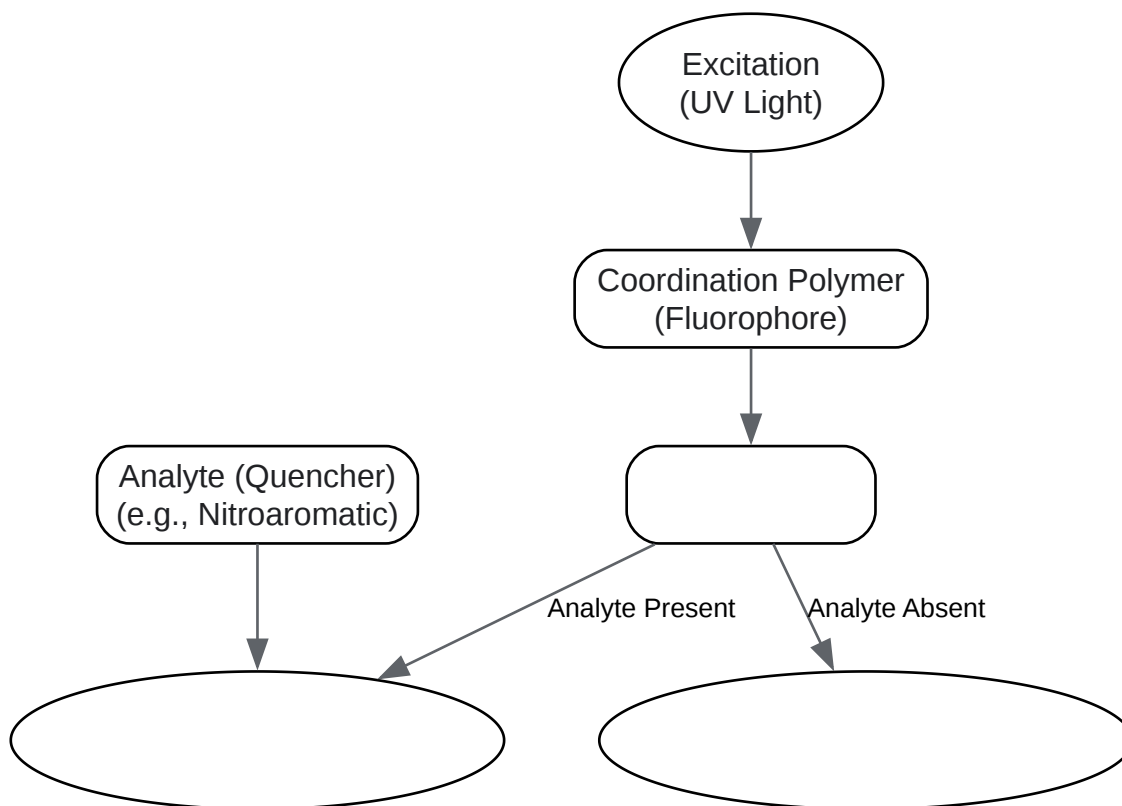 Excitation
(UV Light)
Coordination Polymer
(Fluorophore)
Analyte (Quencher)
(e.g., Nitroaromatic)
Analyte Present
Analyte Absent